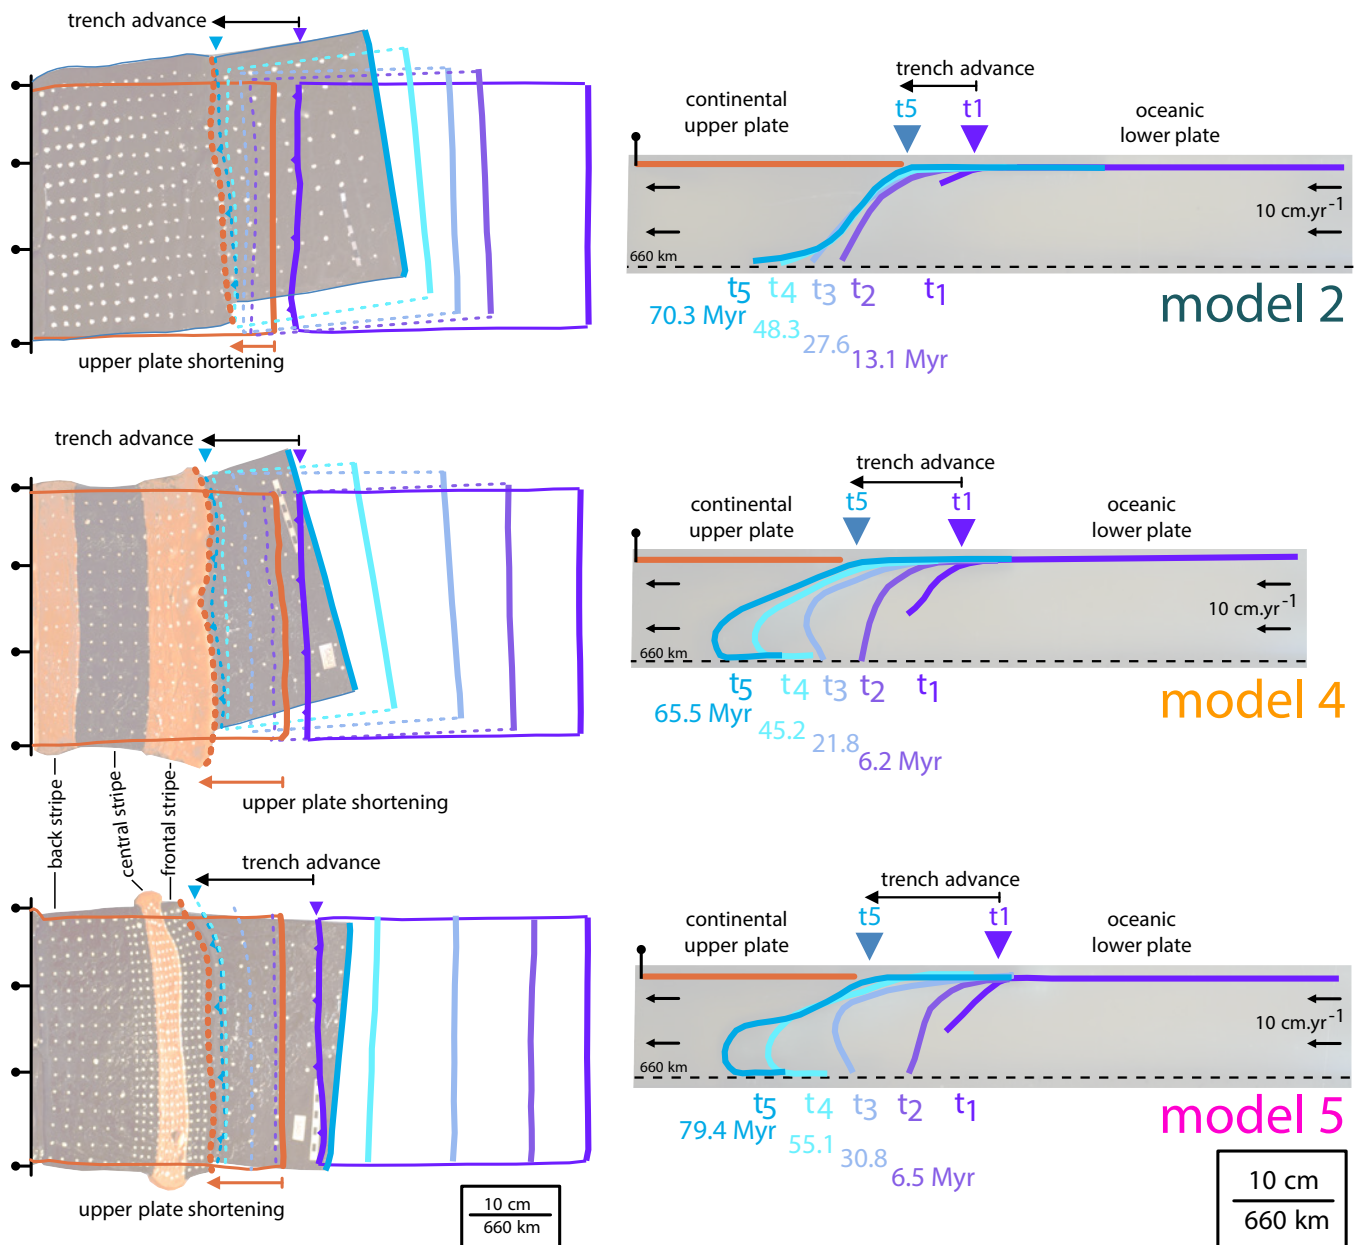 trench advance
upper plate shortening
trench advance
t5
t1
continental
upper plate
oceanic
lower plate
10 cm.yr-1
660 km
t5
t4
t3
t2
t1
70.3 Myr
48.3
27.6
13.1 Myr
model 2
trench advance
upper plate shortening
back stripe
central stripe
frontal stripe
trench advance
t5
t1
continental
upper plate
oceanic
lower plate
10 cm.yr-1
660 km
t5
t4
t3
t2
t1
65.5 Myr
45.2
21.8
6.2 Myr
model 4
trench advance
upper plate shortening
10 cm
660 km
trench advance
t5
t1
continental
upper plate
oceanic
lower plate
10 cm.yr-1
660 km
t5
t4
t3
t2
t1
79.4 Myr
55.1
30.8
6.5 Myr
model 5
10 cm
660 km